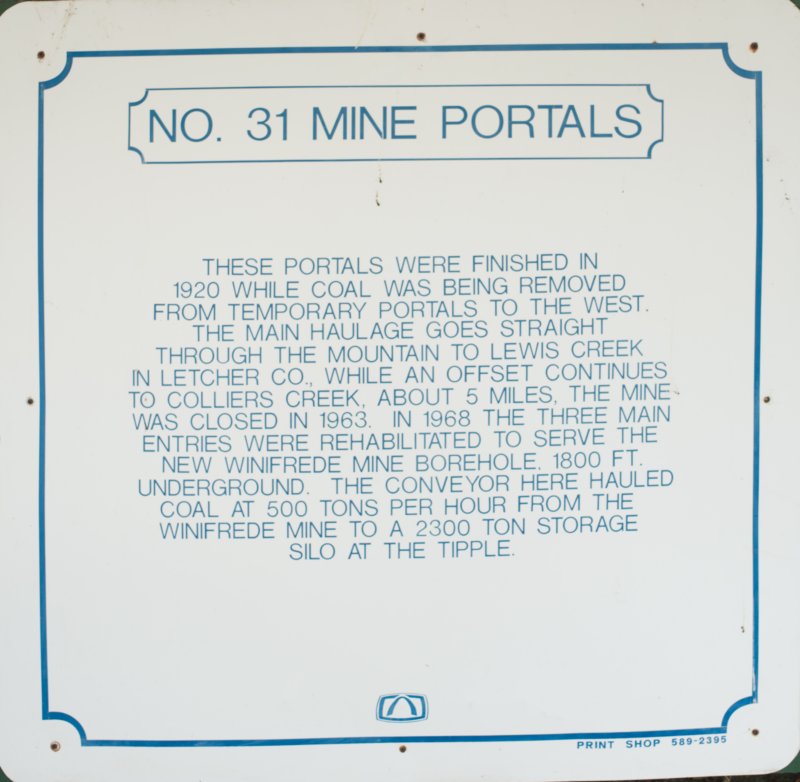 NO. 31 MINE PORTALS
THESE PORTALS WERE FINISHED IN
1920 WHILE COAL WAS BEING REMOVED
FROM TEMPORARY PORTALS TO THE WEST.
THE MAIN HAULAGE GOES STRAIGHT
THROUGH THE MOUNTAIN TO LEWIS CREEK
IN LETCHER CO., WHILE AN OFFSET CONTINUES
TO COLLIERS CREEK, ABOUT 5 MILES, THE MINE
WAS CLOSED IN 1963. IN 1968 THE THREE MAIN
ENTRIES WERE REHABILITATED TO SERVE THE
NEW WINIFREDE MINE BOREHOLE, 1800 FT.
UNDERGROUND. THE CONVEYOR HERE HAULED
COAL AT 500 TONS PER HOUR FROM THE
WINIFREDE MINE TO A 2300 TON STORAGE
SILO AT THE TIPPLE.
PRINT SHOP 589-2395